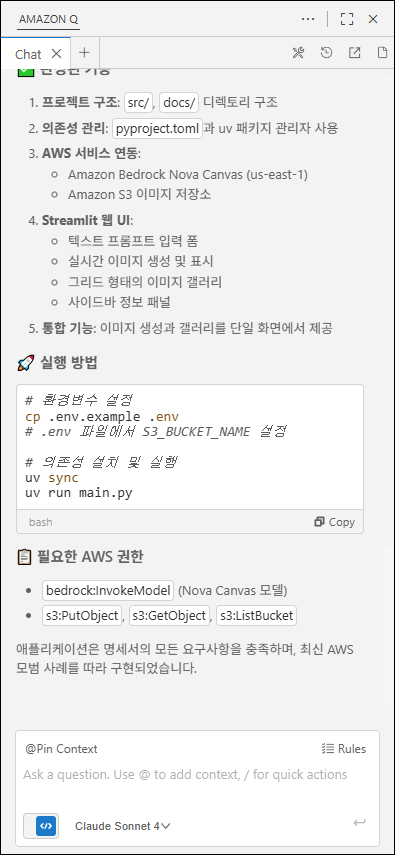 AMAZON Q
Chat
1. 프로젝트 구조: src/, docs/ 디렉토리 구조
2. 의존성 관리: pyproject.toml과 uv 패키지 관리자 사용
3. AWS 서비스 연동:
Amazon Bedrock Nova Canvas (us-east-1)
Amazon S3 이미지 저장소
4. Streamlit 웹 UI:
텍스트 프롬프트 입력 폼
실시간 이미지 생성 및 표시
그리드 형태의 이미지 갤러리
사이드바 정보 패널
5. 통합 기능: 이미지 생성과 갤러리를 단일 화면에서 제공
🚀 실행 방법
# 환경변수 설정
cp .env.example .env
# .env 파일에서 S3_BUCKET_NAME 설정
# 의존성 설치 및 실행
uv sync
uv run main.py
bash
Copy
📋 필요한 AWS 권한
bedrock:InvokeModel (Nova Canvas 모델)
s3:PutObject, s3:GetObject, s3:ListBucket
애플리케이션은 명세서의 모든 요구사항을 충족하며, 최신 AWS
모범 사례를 따라 구현되었습니다.
@Pin Context
Rules
Ask a question. Use @ to add context, / for quick actions
Claude Sonnet 4